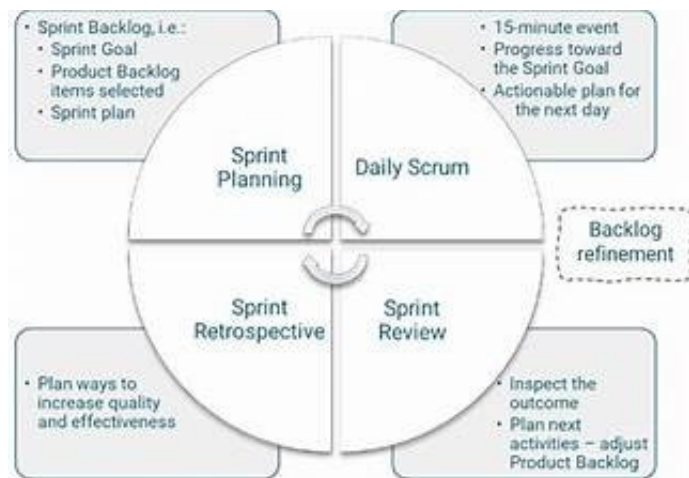 • Sprint Backlog, i.e.:
• Sprint Goal
• Product Backlog
items selected
• Sprint plan
• 15-minute event
• Progress toward
the Sprint Goal
• Actionable plan for
the next day
Sprint
Planning
Daily Scrum
Backlog
refinement
Sprint
Retrospective
Sprint
Review
• Plan ways to
increase quality
and effectiveness
• Inspect the
outcome
• Plan next
activities – adjust
Product Backlog